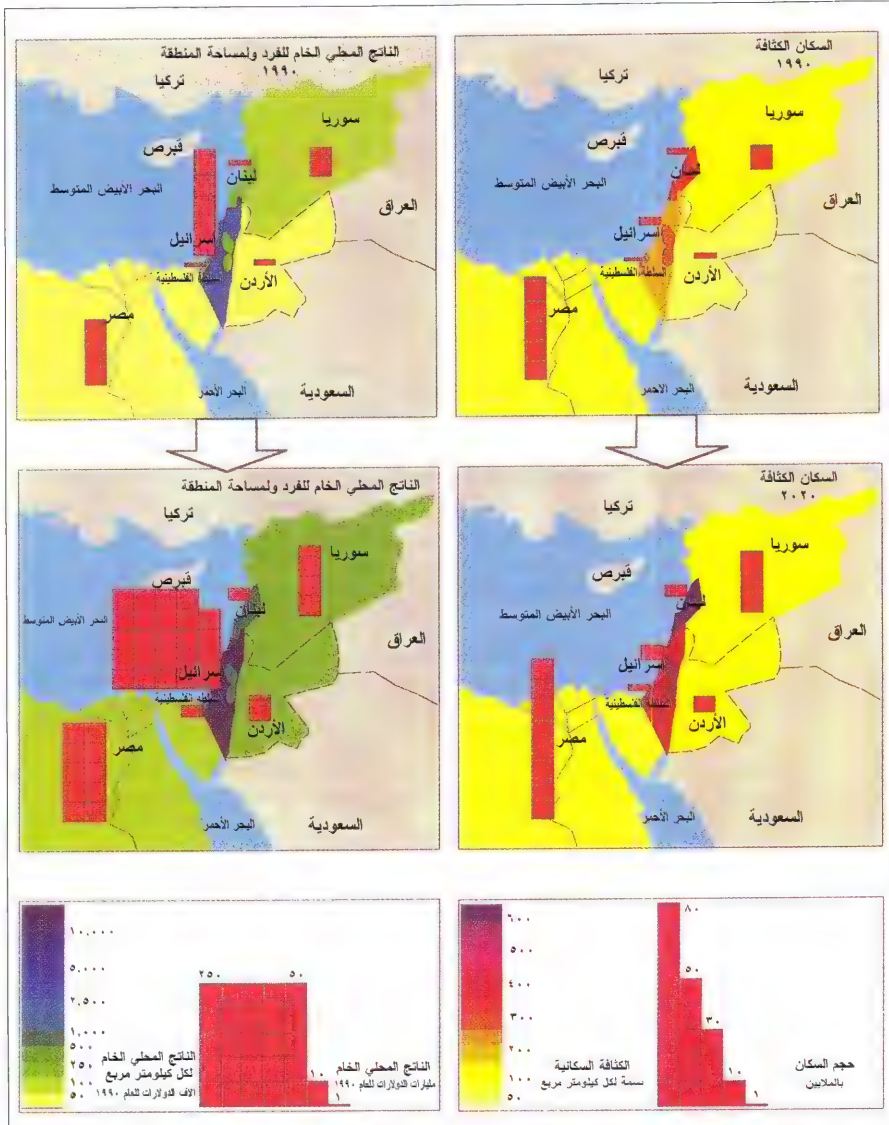 السكان الكثافة
١٩٩٠
تركيا
سوريا
قبرص
لبنان
البحر الأبيض المتوسط
العراق
اسرائيل
السلطة الفلسطينية
الأردن
مصر
البحر الاحمر
السعودية
الناتج المحلي الخام للفرد ولمساحة المنطقة
١٩٩٠
تركيا
سوريا
قبرص
لبنان
البحر الأبيض المتوسط
العراق
اسرائيل
السلطة الفلسطينية
الأردن
مصر
البحر الأحمر
السعودية
السكان الكثافة
٢٠٢٠
تركيا
سوريا
قبرص
لبنان
البحر الأبيض المتوسط
العراق
اسرائيل
السلطة الفلسطينية
الأردن
مصر
البحر الأحمر
السعودية
الناتج المحلي الخام للفرد ولمساحة المنطقة
تركيا
سوريا
قبرص
لبنان
البحر الأبيض المتوسط
العراق
اسرائيل
السلطة الفلسطينية
الأردن
مصر
البحر الأحمر
السعودية
٨٠
٥٠
٣٠
١٠
١
حجم السكان
بالملايين
٦٠٠
٥٠٠
٤٠٠
٣٠٠
٢٠٠
١٠٠
٥٠
الكثافة السكانية
نسمة لكل كيلومتر مربع
٢٥٠
٥٠
١٠
١
الناتج المحلي الخام
مليارات الدولارات للعام ١٩٩٠
١٠,٠٠٠
٥,٠٠٠
٢,٥٠٠
١,٠٠٠
٥٠٠
٢٥٠
١٠٠
٥٠
الناتج المحلي الخام
لكل كيلومتر مربع
الاف الدولارات للعام ١٩٩٠